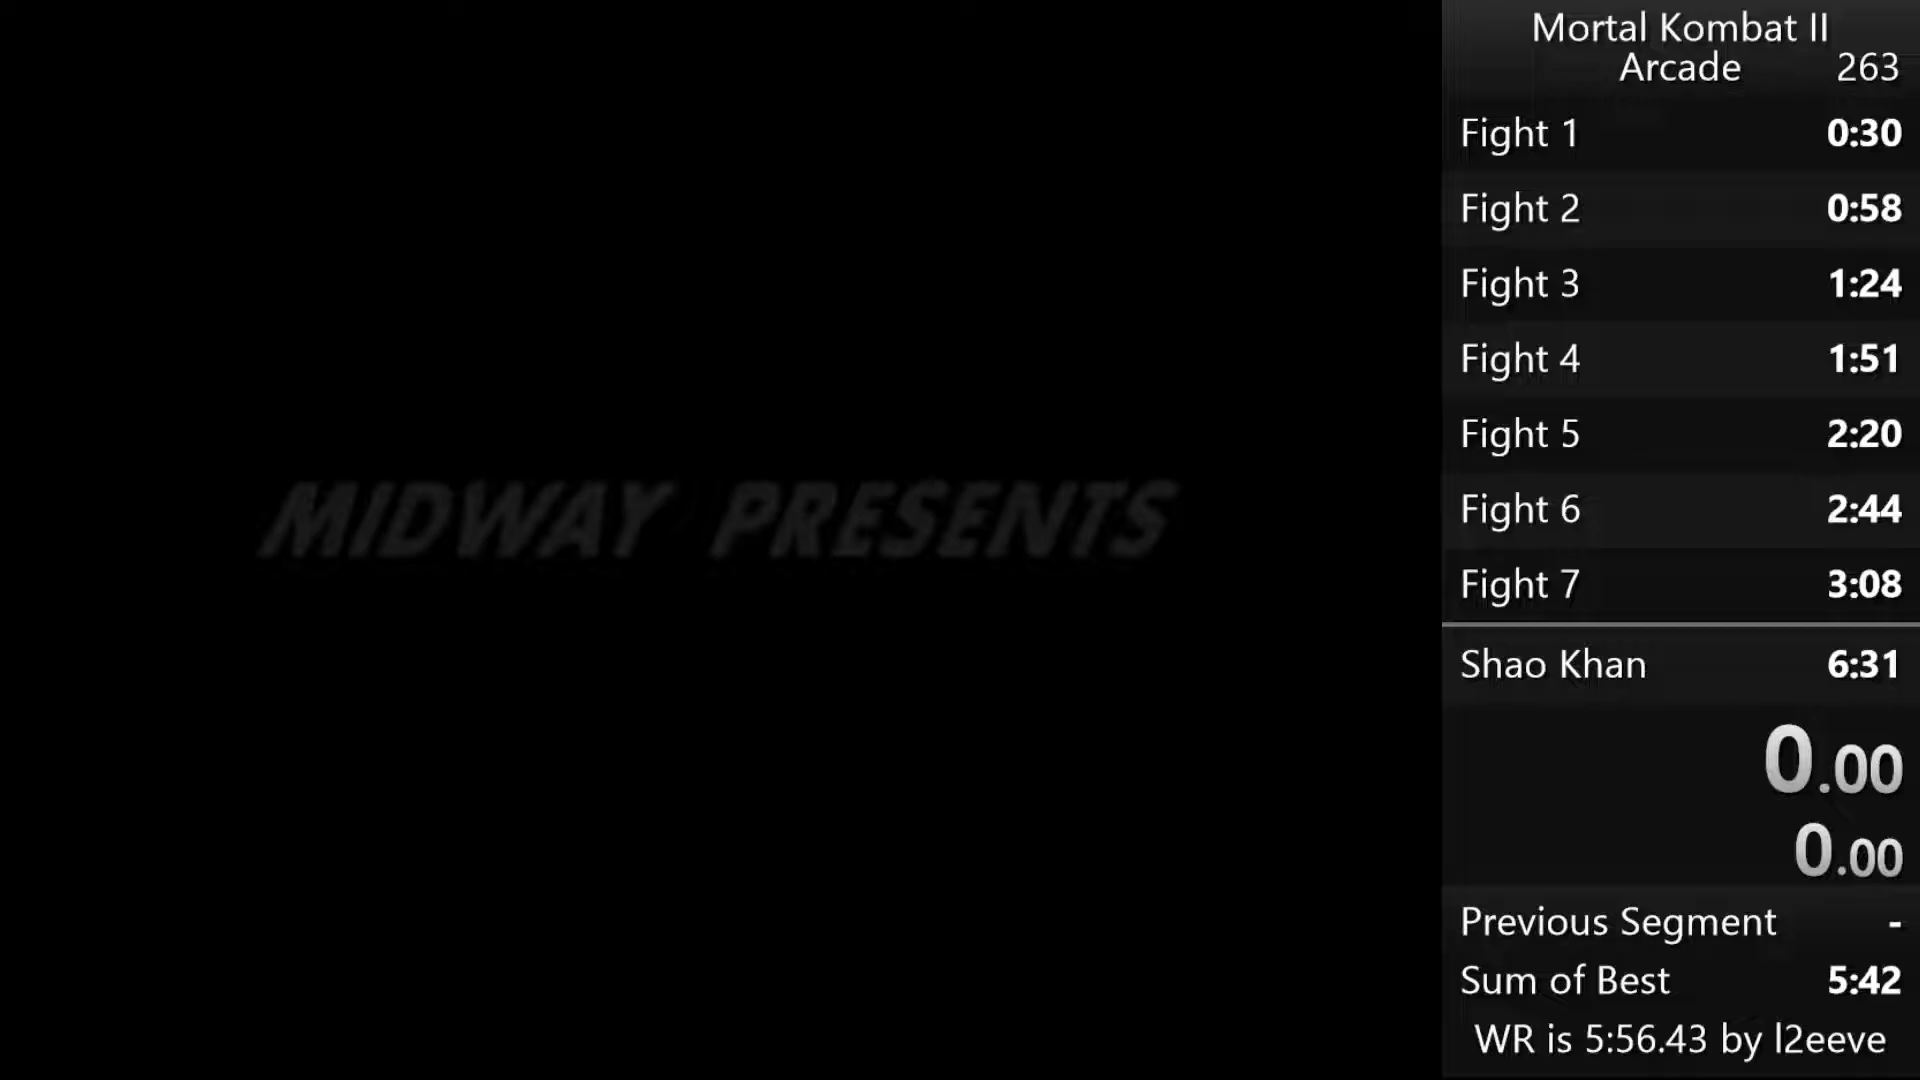 MIDWAY PRESENTS
Mortal Kombat II
Arcade 263
Fight 1 0:30
Fight 2 0:58
Fight 3 1:24
Fight 4 1:51
Fight 5 2:20
Fight 6 2:44
Fight 7 3:08
Shao Khan 6:31
0.00
0.00
Previous Segment -
Sum of Best 5:42
WR is 5:56.43 by l2eeve